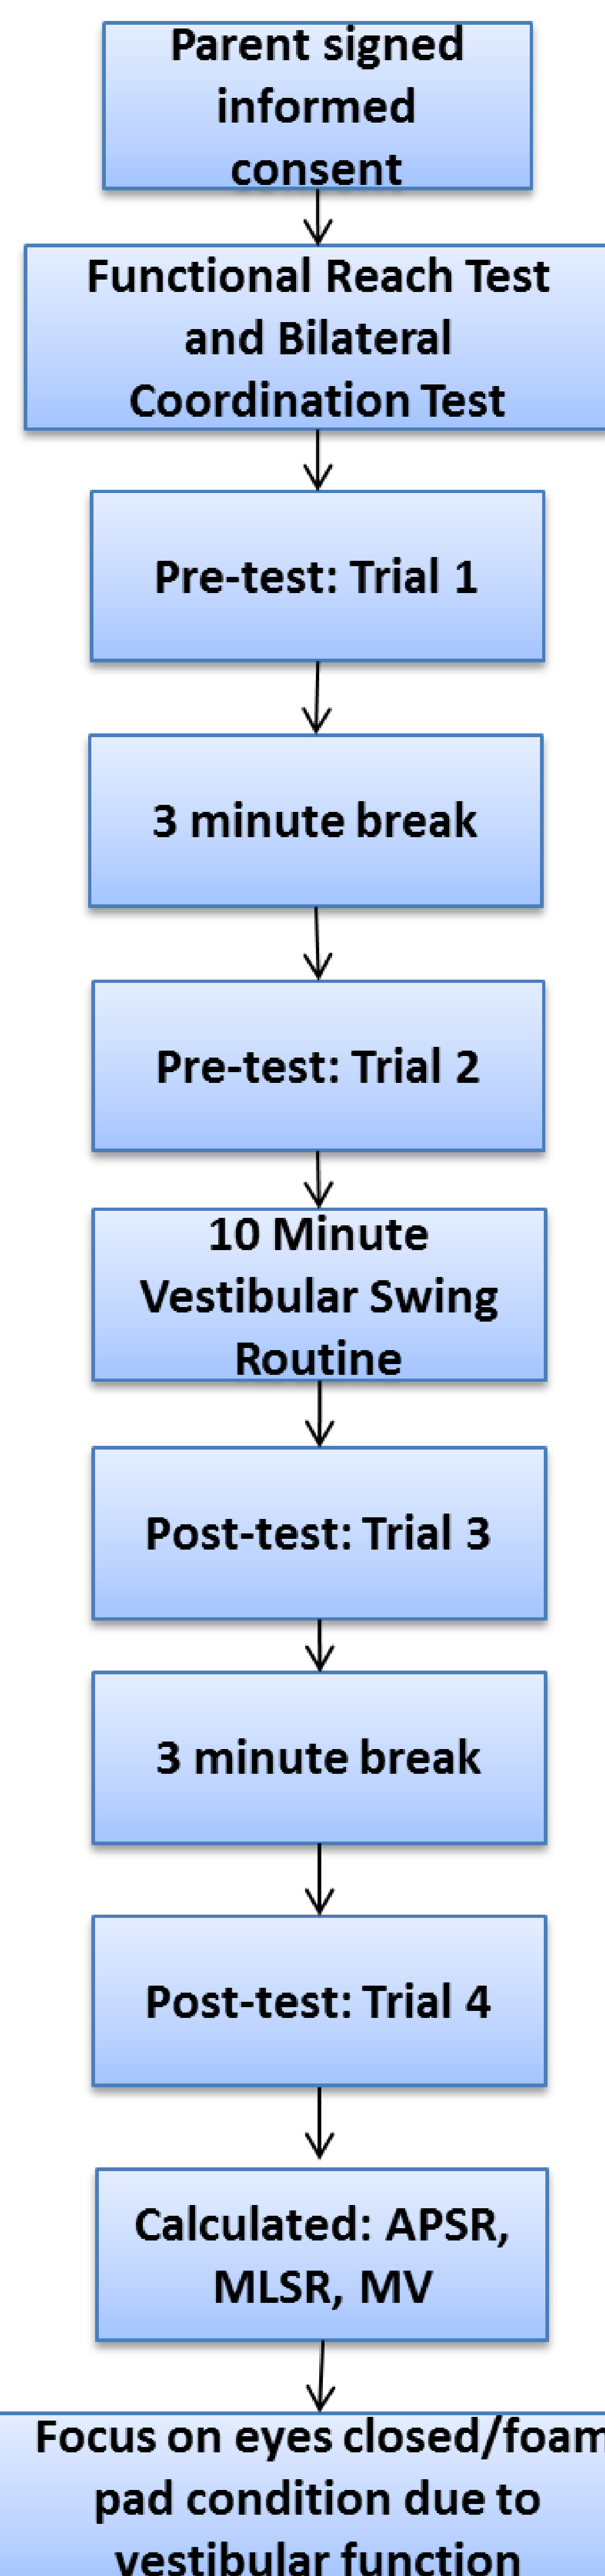 Parent signed
informed
consent
Functional Reach Test
and Bilateral
Coordination Test
Pre-test: Trial 1
3 minute break
Pre-test: Trial 2
10 Minute
Vestibular Swing
Routine
Post-test: Trial 3
3 minute break
Post-test: Trial 4
Calculated: APSR,
MLSR, MV
Focus on eyes closed/foam
pad condition due to
vestibular function